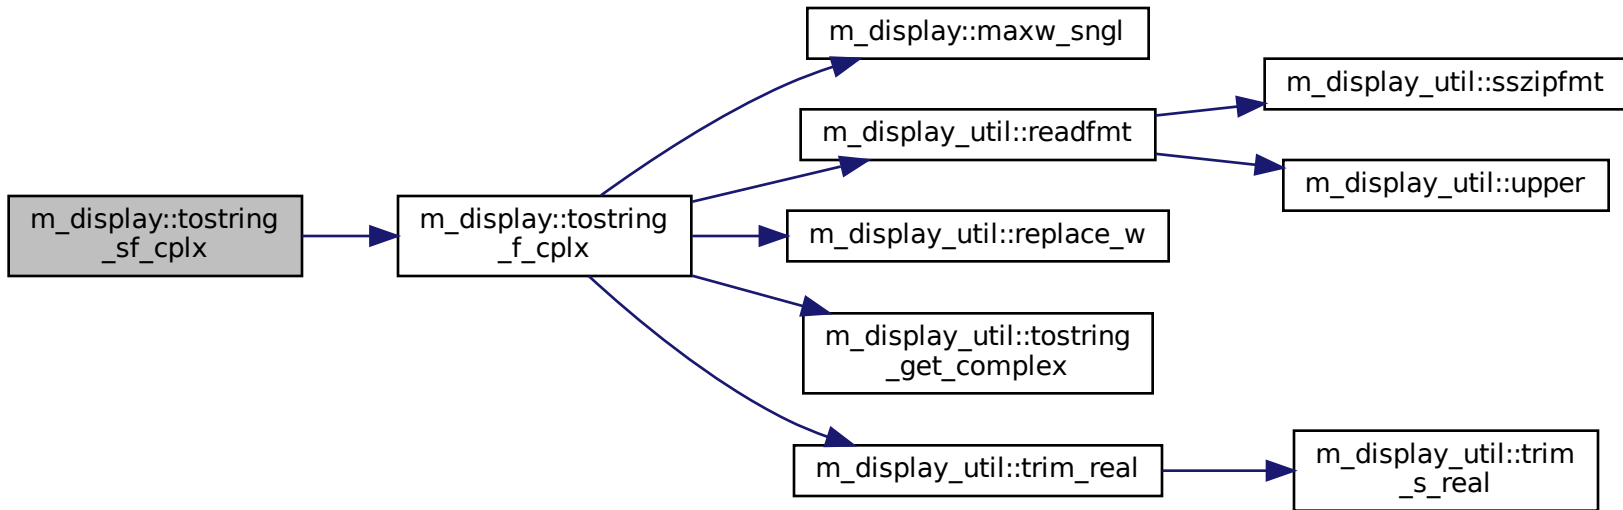 m_display::tostring
_sf_cplx
m_display::tostring
_f_cplx
m_display::maxw_sngl
m_display_util::readfmt
m_display_util::replace_w
m_display_util::tostring
_get_complex
m_display_util::trim_real
m_display_util::sszipfmt
m_display_util::upper
m_display_util::trim
_s_real